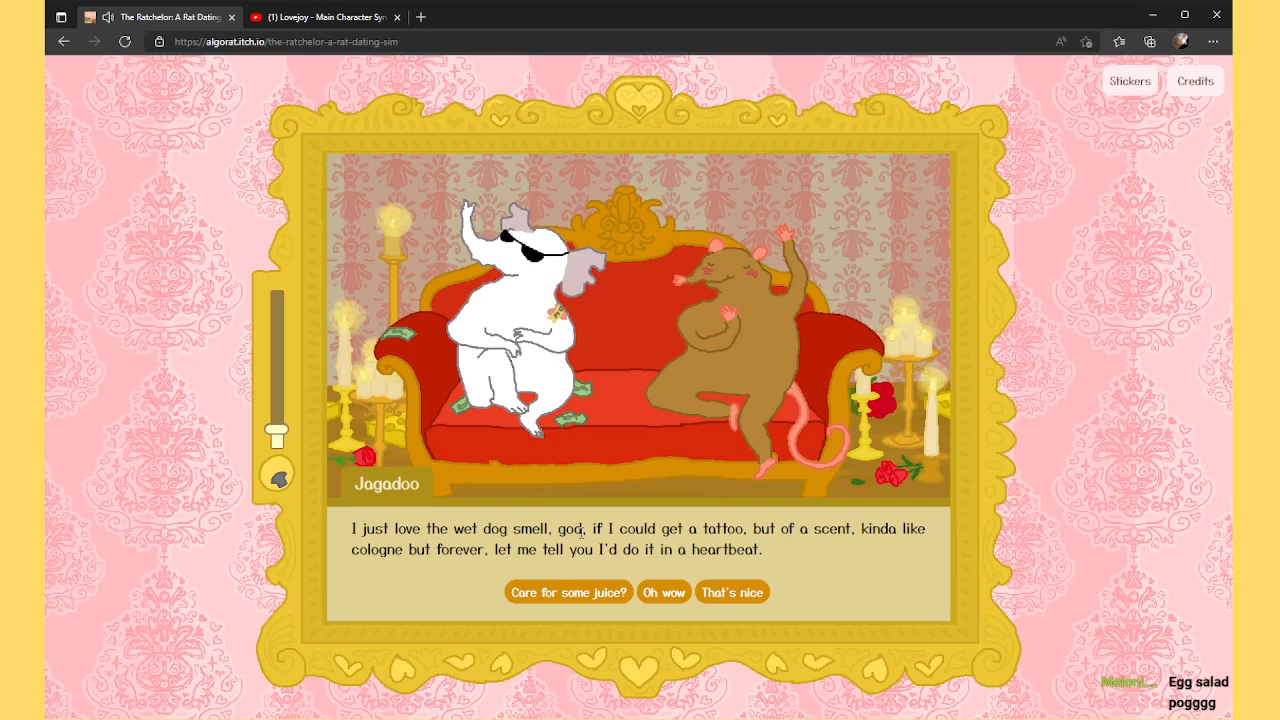 The Ratchelor: A Rat Dating
(1) Lovejoy - Main Character Syn
https://algorat.itch.io/the-ratchelor-a-rat-dating-sim
Stickers
Credits
Jagadoo
I just love the wet dog smell, god, if I could get a tattoo, but of a scent, kinda like
cologne but forever, let me tell you I'd do it in a heartbeat.
Care for some juice?
Oh wow
That's nice
Egg salad
pogggg